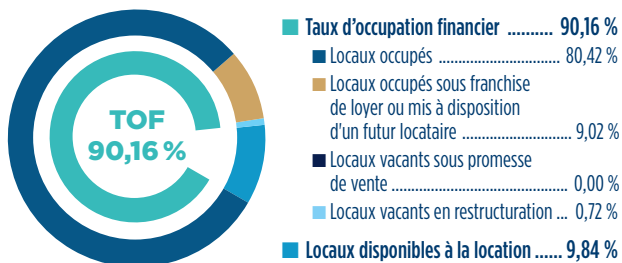 TOF
90,16 %
Taux d'occupation financier .......... 90,16 %
Locaux occupés ............................... 80,42 %
Locaux occupés sous franchise
de loyer ou mis à disposition
d'un futur locataire ............................ 9,02 %
Locaux vacants sous promesse
de vente ............................................. 0,00 %
Locaux vacants en restructuration ... 0,72 %
Locaux disponibles à la location ...... 9,84 %